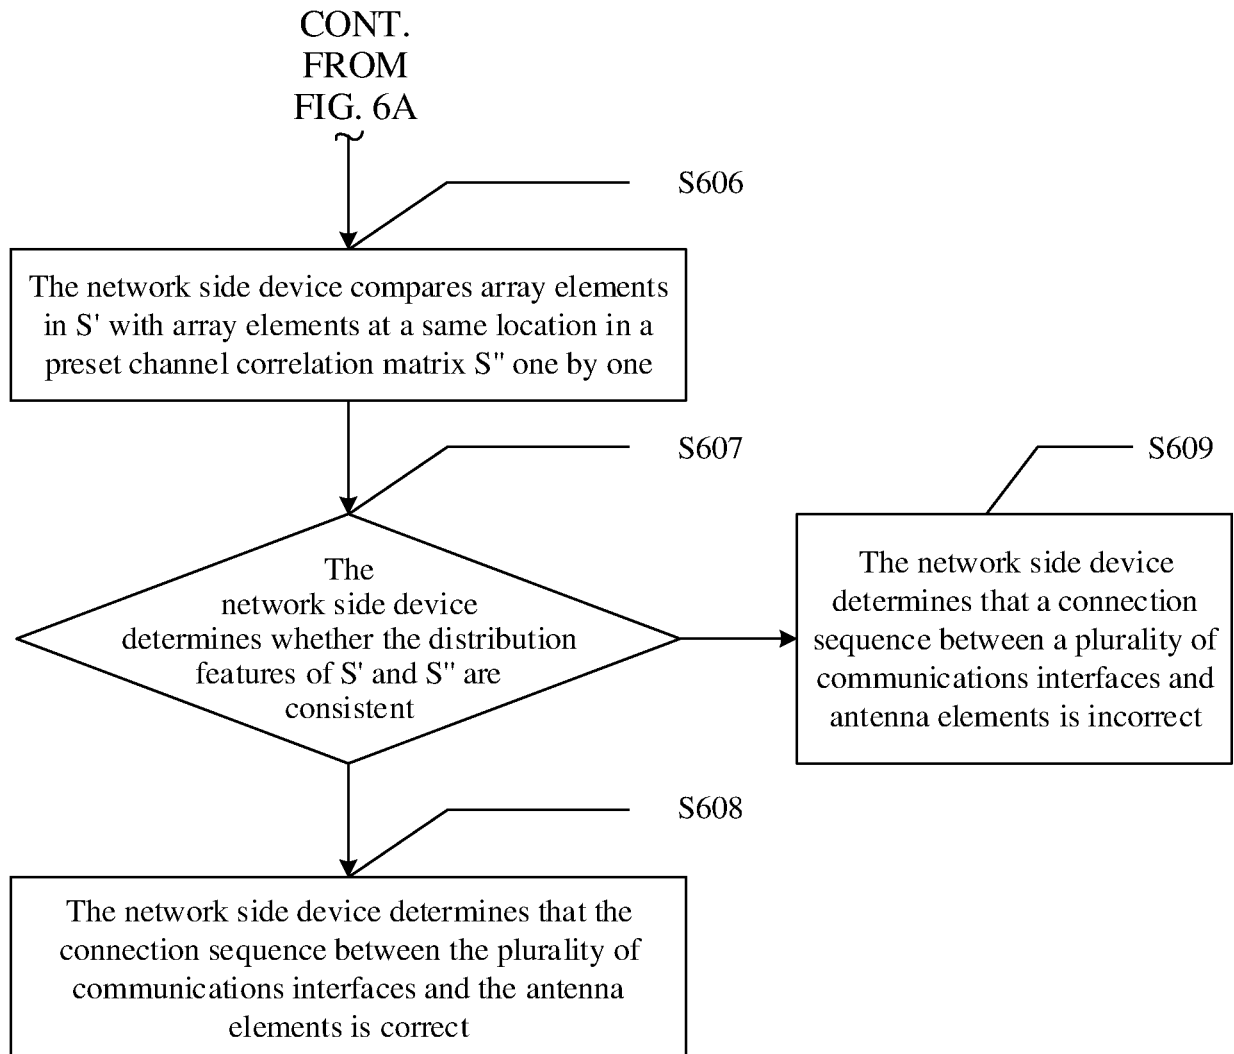 CONT.
FROM
FIG. 6A
S606
The network side device compares array elements
in S' with array elements at a same location in a
preset channel correlation matrix S'' one by one
S607
The
network side device
determines whether the distribution
features of S' and S'' are
consistent
S609
The network side device
determines that a connection
sequence between a plurality of
communications interfaces and
antenna elements is incorrect
S608
The network side device determines that the
connection sequence between the plurality of
communications interfaces and the antenna
elements is correct